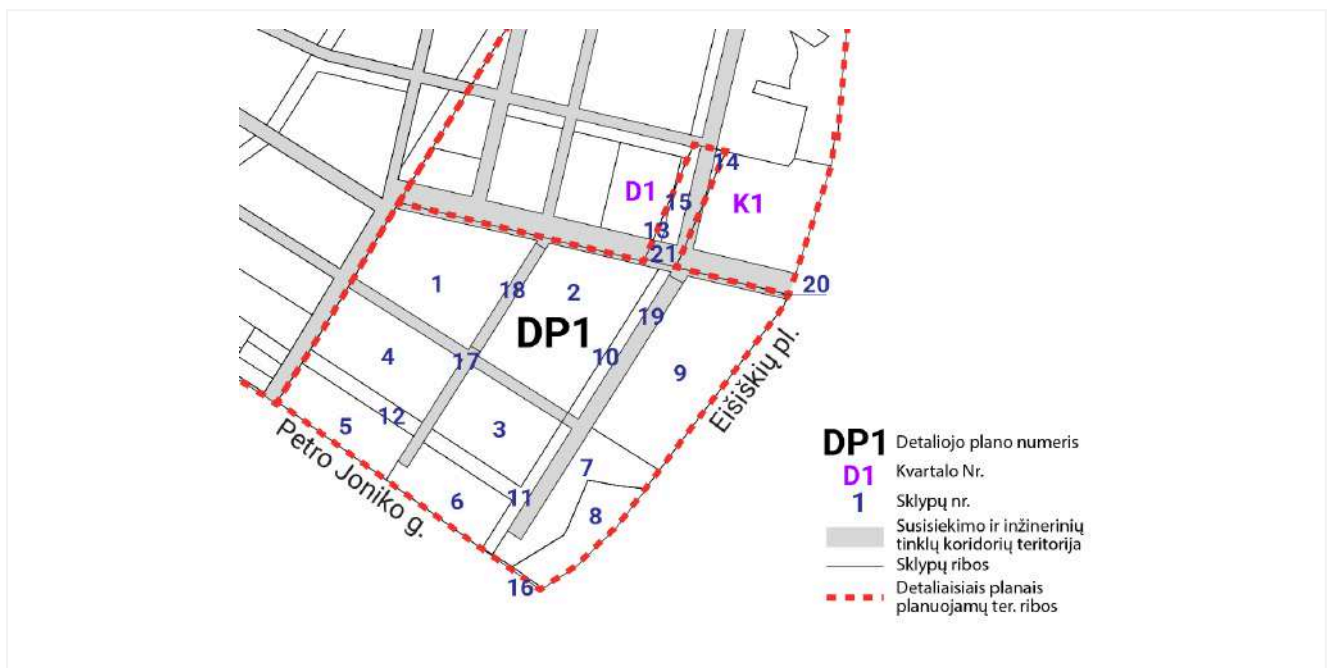 14
D1
15
K1
13
21
20
1
18
2
19
DP1
4
17
10
9
Eišiškių pl.
5
12
3
Petro Joniko g.
7
6
11
8
16
DP1 Detaliojo plano numeris
D1 Kvartalo Nr.
1 Sklypų nr.
Susisiekimo ir inžinerinių
tinklų koridorių teritorija
Sklypų ribos
Detaliaisiais planais
planuojamų ter. ribos